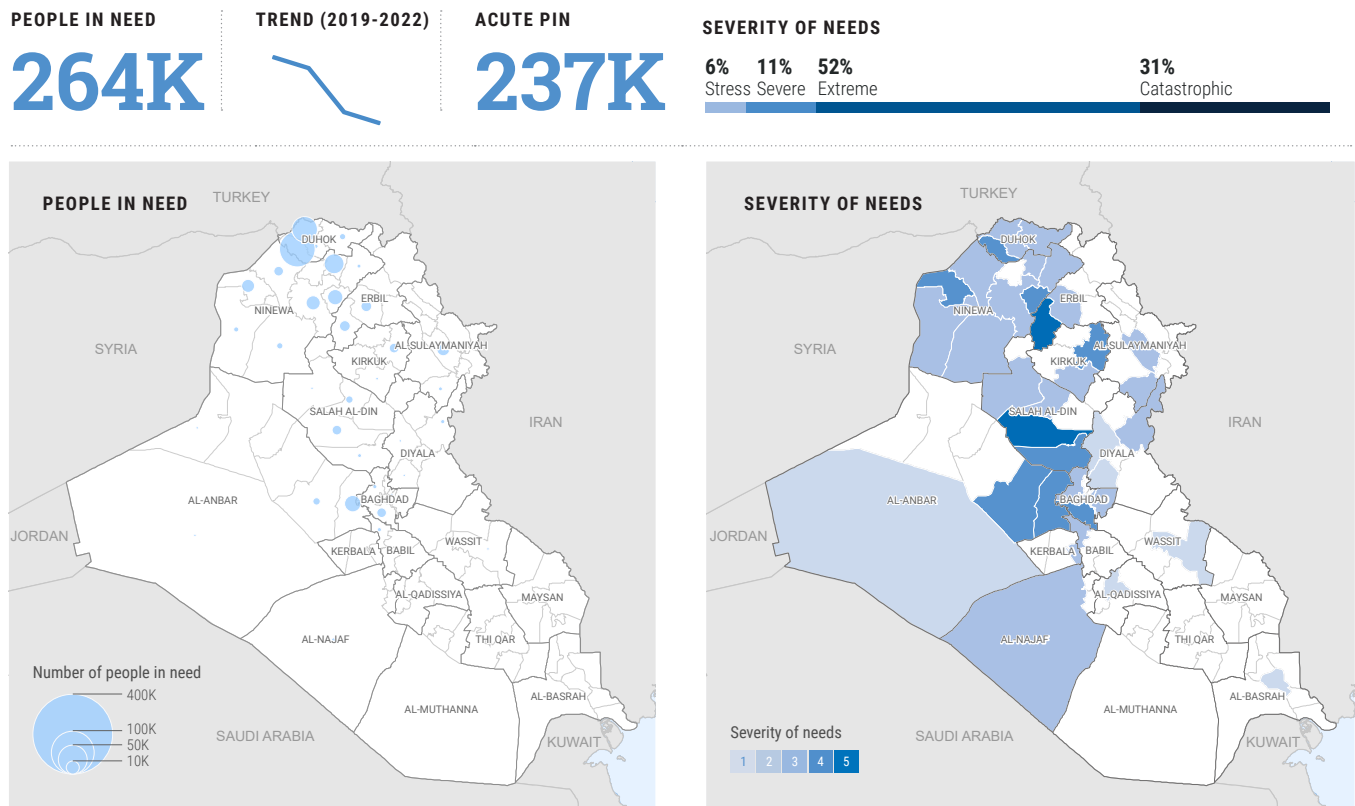 PEOPLE IN NEED
264K
TREND (2019-2022)
ACUTE PIN
237K
SEVERITY OF NEEDS
6% 11% 52% 31%
Stress Severe Extreme Catastrophic
PEOPLE IN NEED
TURKEY
DUHOK
NINEWA
ERBIL
SYRIA
AL-SULAYMANIYAH
KIRKUK
SALAH AL-DIN
IRAN
DIYALA
AL-ANBAR
BAGHDAD
JORDAN
KERBALA
BABIL
WASSIT
AL-QADISSIYA
MAYSAN
AL-NAJAF
THI QAR
AL-BASRAH
AL-MUTHANNA
SAUDI ARABIA
KUWAIT
Number of people in need
400K
100K
50K
10K
SEVERITY OF NEEDS
TURKEY
DUHOK
NINEWA
ERBIL
SYRIA
AL-SULAYMANIYAH
KIRKUK
SALAH AL-DIN
IRAN
DIYALA
AL-ANBAR
BAGHDAD
JORDAN
KERBALA
BABIL
WASSIT
AL-QADISSIYA
MAYSAN
AL-NAJAF
THI QAR
AL-BASRAH
AL-MUTHANNA
SAUDI ARABIA
KUWAIT
Severity of needs
1 2 3 4 5